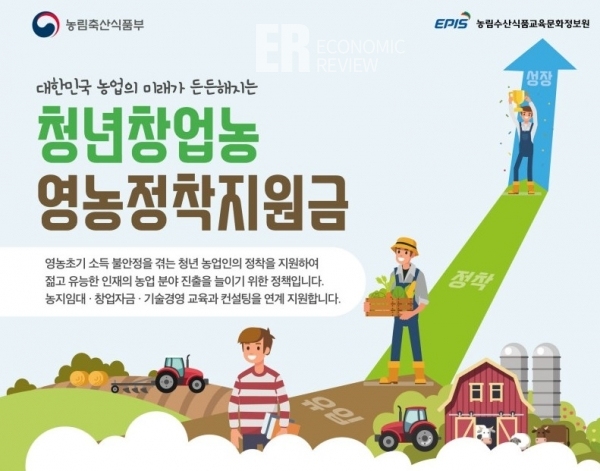 농림축산식품부
EPIS 농림수산식품교육문화정보원
ER ECONOMIC
REVIEW
대한민국 농업의 미래가 든든해지는
청년창업농
영농정착지원금
영농초기 소득 불안정을 겪는 청년 농업인의 정착을 지원하여
젊고 유능한 인재의 농업 분야 진출을 늘이기 위한 정책입니다.
농지임대 · 창업자금 · 기술경영 교육과 컨설팅을 연계 지원합니다.
성장
정착
유입